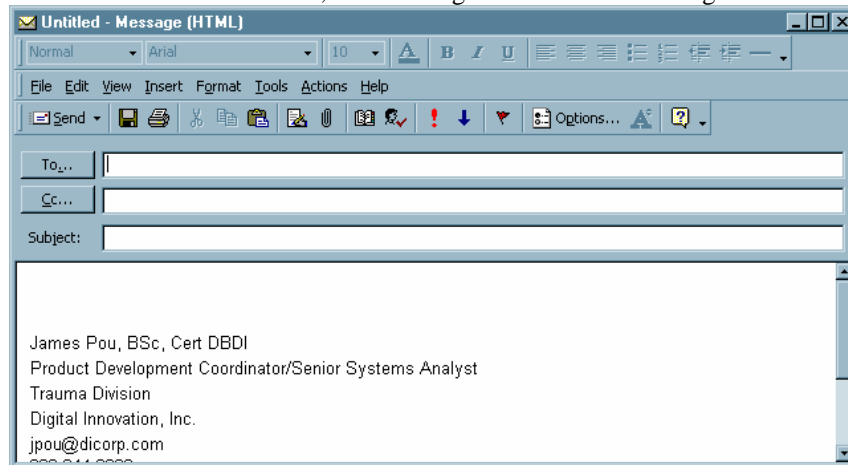 Untitled - Message (HTML)
Normal Arial 10 A B I U
File Edit View Insert Format Tools Actions Help
Send Options...
To...
Cc...
Subject:
James Pou, BSc, Cert DBDI
Product Development Coordinator/Senior Systems Analyst
Trauma Division
Digital Innovation, Inc.
jpou@dicorp.com